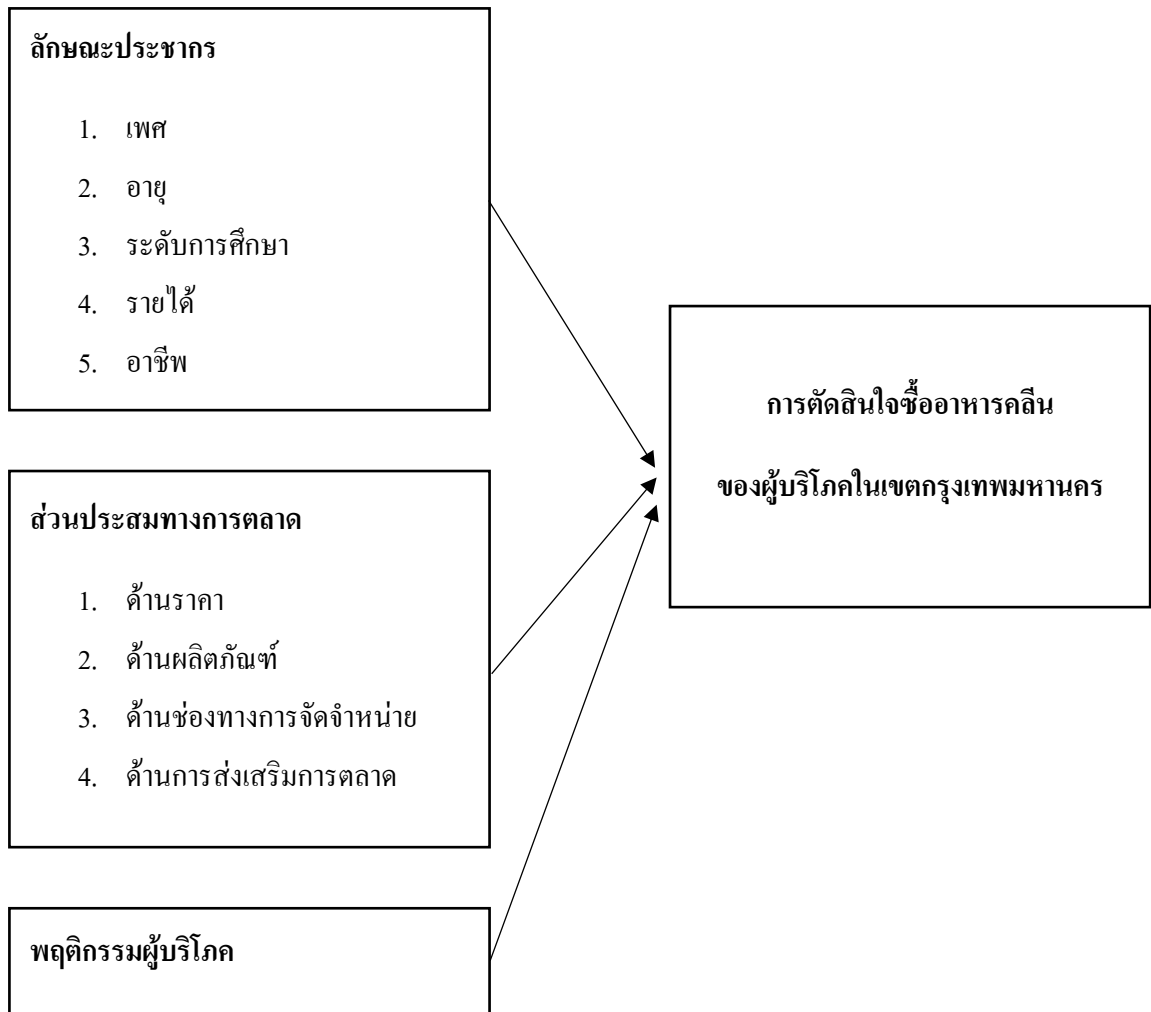 ลักษณะประชากร
1. เพศ
2. อายุ
3. ระดับการศึกษา
4. รายได้
5. อาชีพ
ส่วนประสมทางการตลาด
1. ด้านราคา
2. ด้านผลิตภัณฑ์
3. ด้านช่องทางการจัดจำหน่าย
4. ด้านการส่งเสริมการตลาด
พฤติกรรมผู้บริโภค
การตัดสินใจซื้ออาหารคลีน
ของผู้บริโภคในเขตกรุงเทพมหานคร